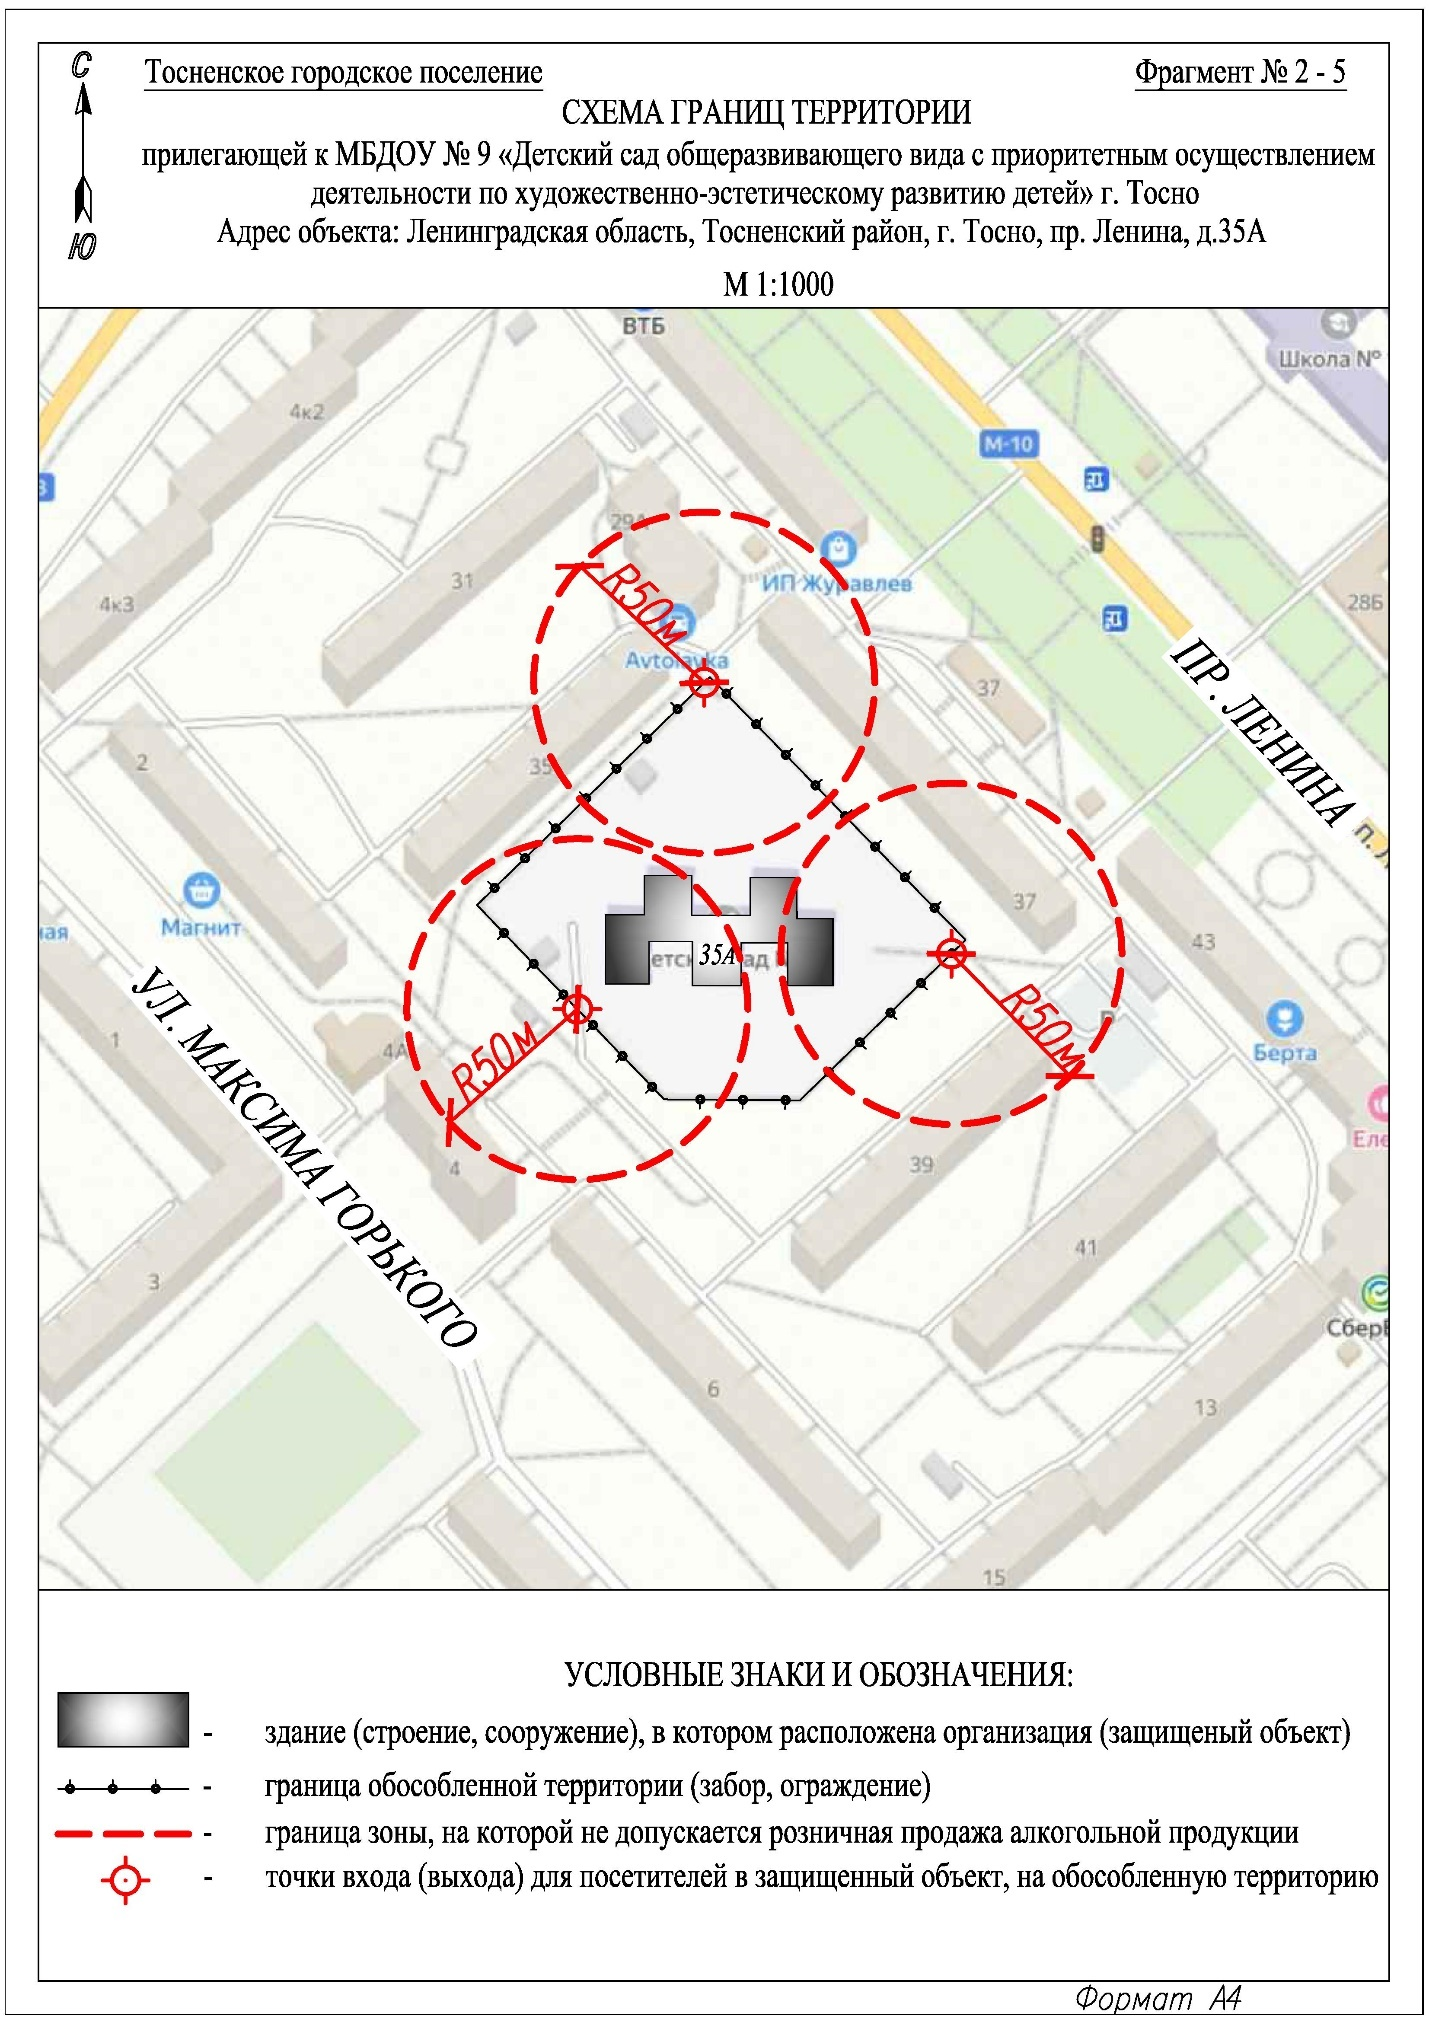 С
Тосненское городское поселение
Фрагмент № 2 - 5
СХЕМА ГРАНИЦ ТЕРРИТОРИИ
прилегающей к МБДОУ № 9 «Детский сад общеразвивающего вида с приоритетным осуществлением
деятельности по художественно-эстетическому развитию детей» г. Тосно
Адрес объекта: Ленинградская область, Тосненский район, г. Тосно, пр. Ленина, д.35А
Ю
М 1:1000
ВТБ
Школа №
4к2
М-10
29А
ИП Журавлев
31
4к3
28Б
R50м
Avtolavka
ПР. ЛЕНИНА
37
2
35
37
Магнит
43
35А
УЛ. МАКСИМА ГОРЬКОГО
R50м
R50м
1
4А
Берта
4
39
41
3
6
13
15
УСЛОВНЫЕ ЗНАКИ И ОБОЗНАЧЕНИЯ:
- здание (строение, сооружение), в котором расположена организация (защищеный объект)
- граница обособленной территории (забор, ограждение)
- граница зоны, на которой не допускается розничная продажа алкогольной продукции
- точки входа (выхода) для посетителей в защищенный объект, на обособленную территорию
Формат А4